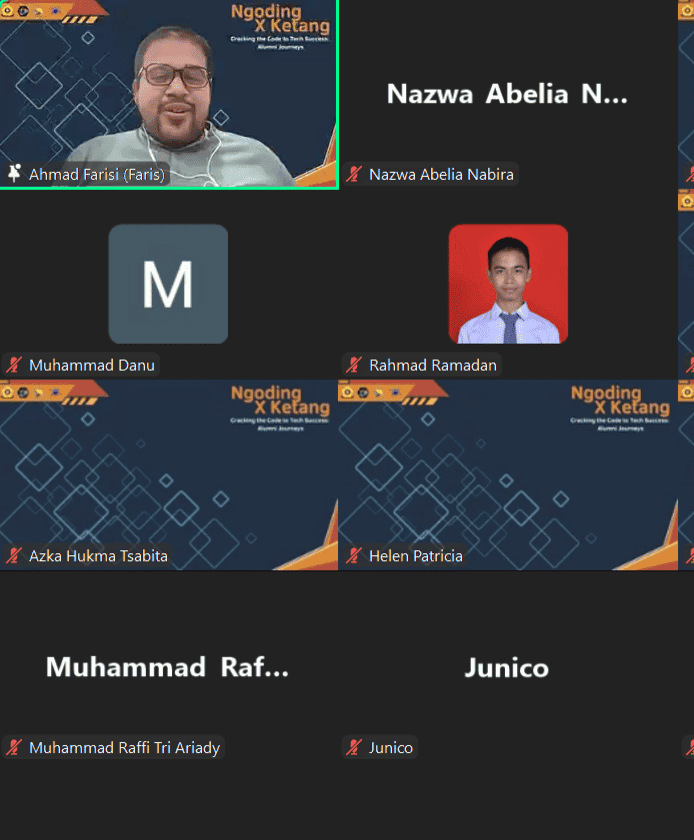 Ngoding
X Ketang
Cracking the Code to Tech Success:
Alumni Journeys
Ahmad Farisi (Faris)
Nazwa Abelia N...
Nazwa Abelia Nabira
M
Muhammad Danu
Rahmad Ramadan
Ngoding
X Ketang
Cracking the Code to Tech Success:
Alumni Journeys
Azka Hukma Tsabita
Ngoding
X Ketang
Cracking the Code to Tech Success:
Alumni Journeys
Helen Patricia
Muhammad Raf...
Muhammad Raffi Tri Ariady
Junico
Junico